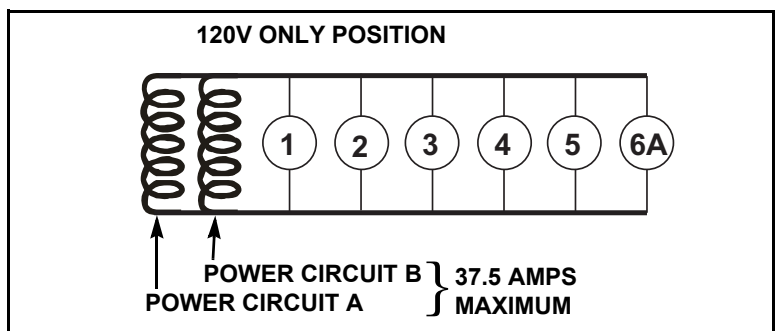 120V ONLY POSITION
1 2 3 4 5 6A
POWER CIRCUIT B } 37.5 AMPS
POWER CIRCUIT A MAXIMUM